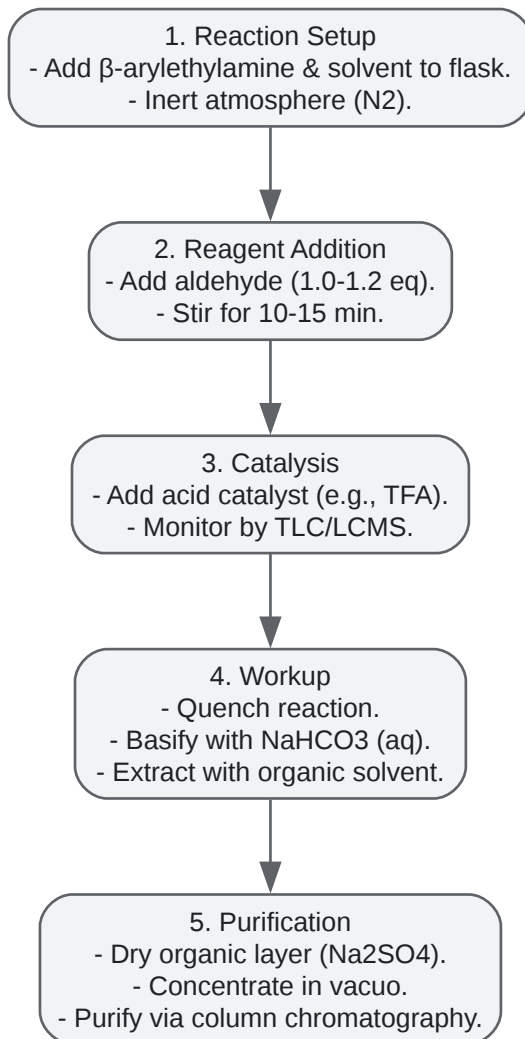 1. Reaction Setup
- Add β-arylethylamine & solvent to flask.
- Inert atmosphere (N2).
2. Reagent Addition
- Add aldehyde (1.0-1.2 eq).
- Stir for 10-15 min.
3. Catalysis
- Add acid catalyst (e.g., TFA).
- Monitor by TLC/LCMS.
4. Workup
- Quench reaction.
- Basify with NaHCO3 (aq).
- Extract with organic solvent.
5. Purification
- Dry organic layer (Na2SO4).
- Concentrate in vacuo.
- Purify via column chromatography.